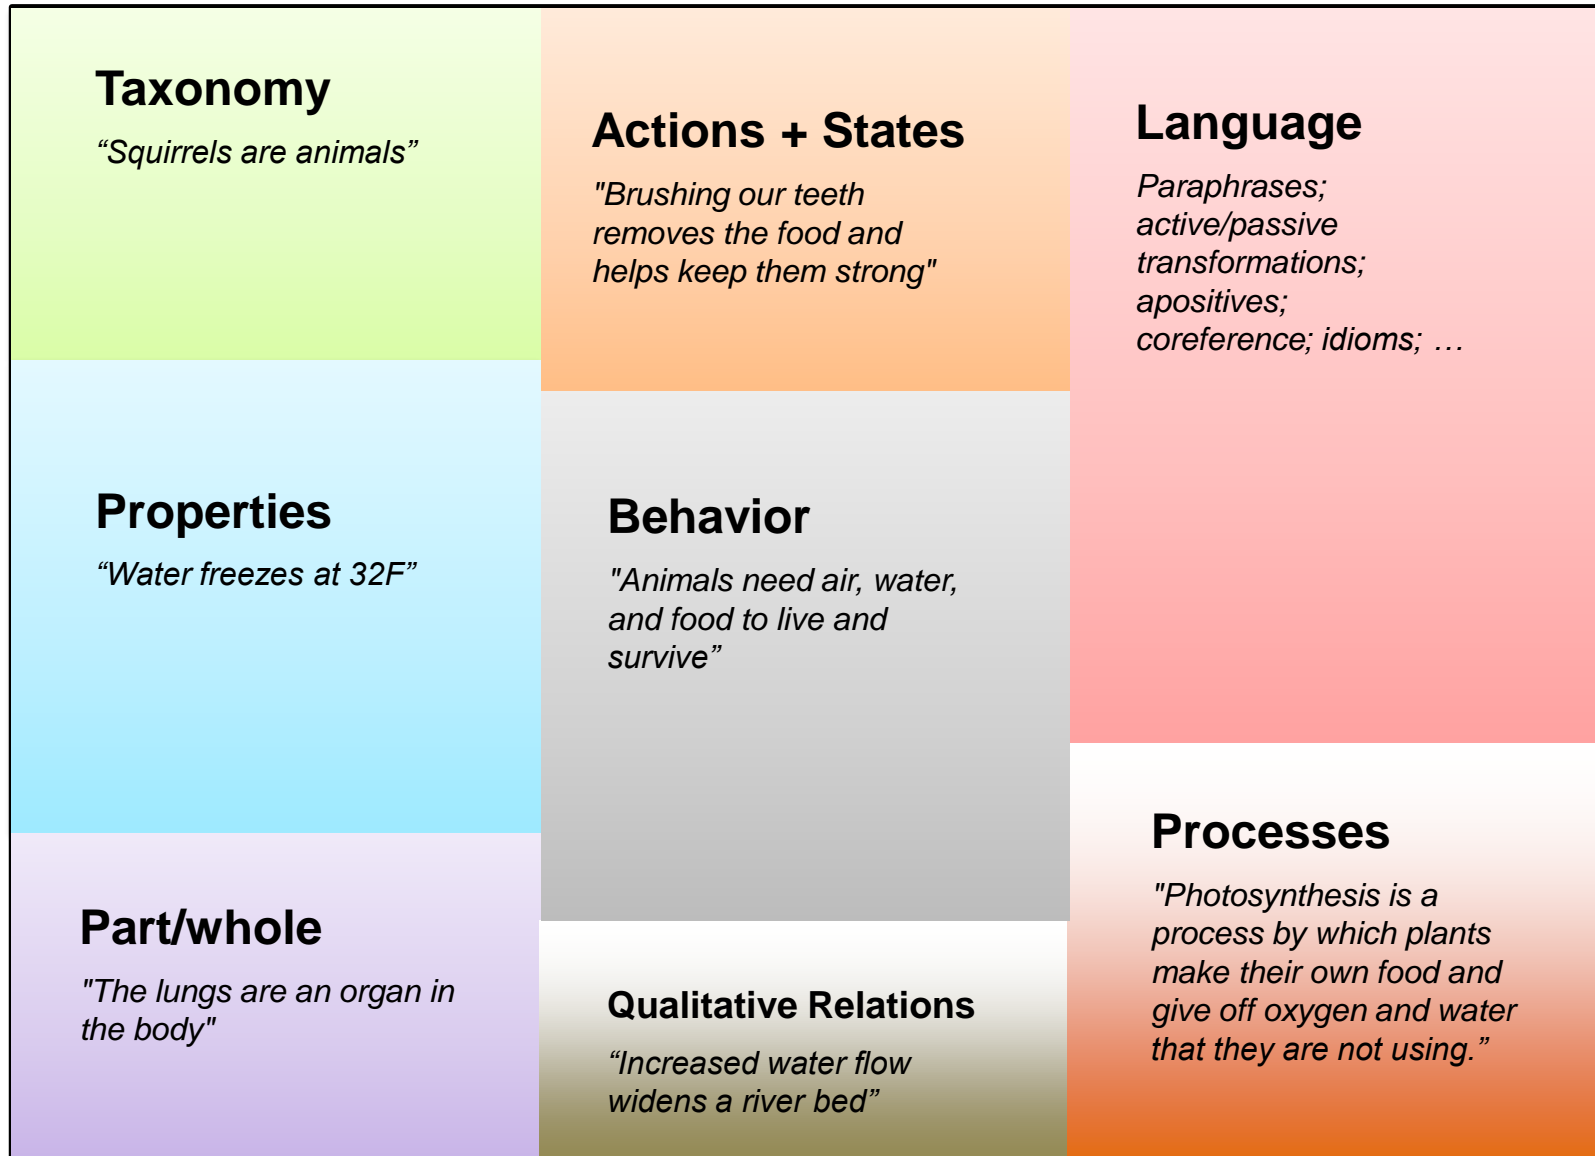 Taxonomy
“Squirrels are animals”
Properties
“Water freezes at 32F”
Part/whole
"The lungs are an organ in
the body"
Actions + States
"Brushing our teeth
removes the food and
helps keep them strong"
Behavior
"Animals need air, water,
and food to live and
survive”
Qualitative Relations
“Increased water flow
widens a river bed”
Language
Paraphrases;
active/passive
transformations;
apositives;
coreference; idioms; …
Processes
"Photosynthesis is a
process by which plants
make their own food and
give off oxygen and water
that they are not using.”